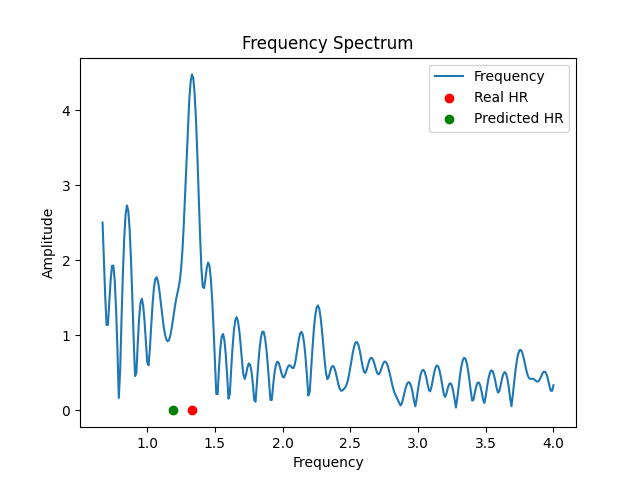 Frequency Spectrum
Frequency
Real HR
Predicted HR
Amplitude
4
3
2
1
0
1.0 1.5 2.0 2.5 3.0 3.5 4.0
Frequency